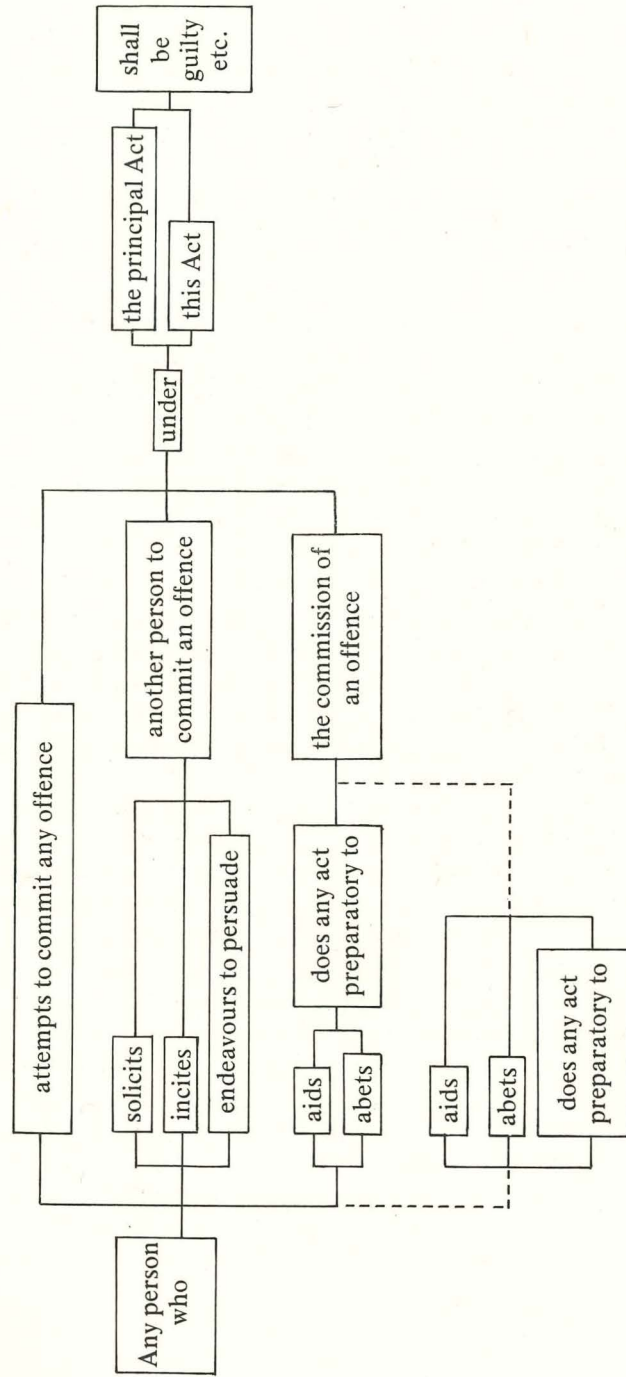 Any person
who
attempts to commit any offence
solicits
incites
endeavours to persuade
another person to
commit an offence
aids
abets
does any act
preparatory to
the commission of
an offence
aids
abets
does any act
preparatory to
under
the principal Act
this Act
shall
be
guilty
etc.